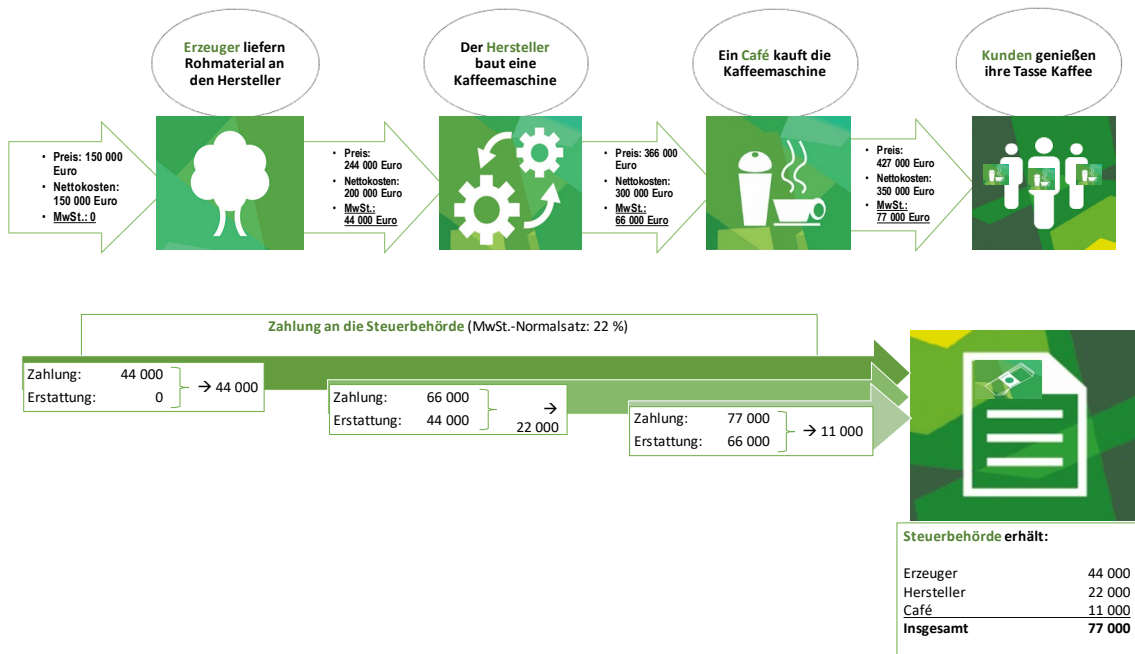 Erzeuger liefern
Rohmaterial an
den Hersteller
Der Hersteller
baut eine
Kaffeemaschine
Ein Café kauft die
Kaffeemaschine
Kunden genießen
ihre Tasse Kaffee
• Preis: 150 000
Euro
• Nettokosten:
150 000 Euro
• MwSt.: 0
• Preis:
244 000 Euro
• Nettokosten:
200 000 Euro
• MwSt.:
44 000 Euro
• Preis: 366 000
Euro
• Nettokosten:
300 000 Euro
• MwSt.:
66 000 Euro
• Preis:
427 000 Euro
• Nettokosten:
350 000 Euro
• MwSt.:
77 000 Euro
Zahlung an die Steuerbehörde (MwSt.-Normalsatz: 22 %)
Zahlung: 44 000
Erstattung: 0
→ 44 000
Zahlung: 66 000
Erstattung: 44 000
→
22 000
Zahlung: 77 000
Erstattung: 66 000
→ 11 000
Steuerbehörde erhält:
Erzeuger 44 000
Hersteller 22 000
Café 11 000
Insgesamt 77 000